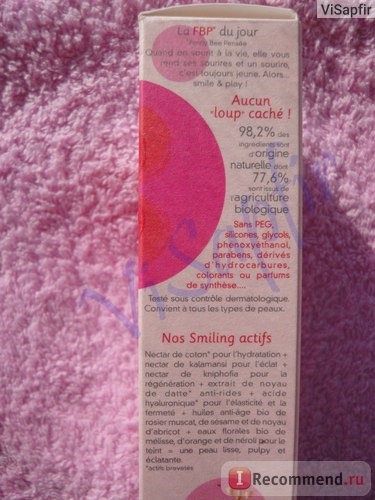 ViSapfir
La FBP* du jour
*Funny Bee Pensée
Quand on sourit à la vie, elle vous
rend ses sourires et un sourire,
c'est toujours jeune. Alors...
smile & play !
Aucun
"loup" caché !
98,2% des
ingrédients sont
d'origine
naturelle dont
77,6%
sont issus de
l'agriculture
biologique
Sans PEG,
silicones, glycols,
phénoxyethanol,
parabens, dérivés
d'hydrocarbures,
colorants ou parfums
de synthèse....
Testé sous contrôle dermatologique.
Convient à tous les types de peaux.
ViSapfir
Nos Smiling actifs
Nectar de coton* pour l'hydratation +
nectar de kalamansi pour l'éclat +
nectar de kniphofia pour la
régénération + extrait de noyau
de datte* anti-rides + acide
hyaluronique* pour l'élasticité et la
fermeté + huiles anti-âge bio de
rosier muscat, de sésame et de noyau
d'abricot + eaux florales bio de
mélisse, d'orange et de néroli pour le
teint = une peau lisse, pulpy et
éclatante.
*actifs brevetés
I Recommend.ru